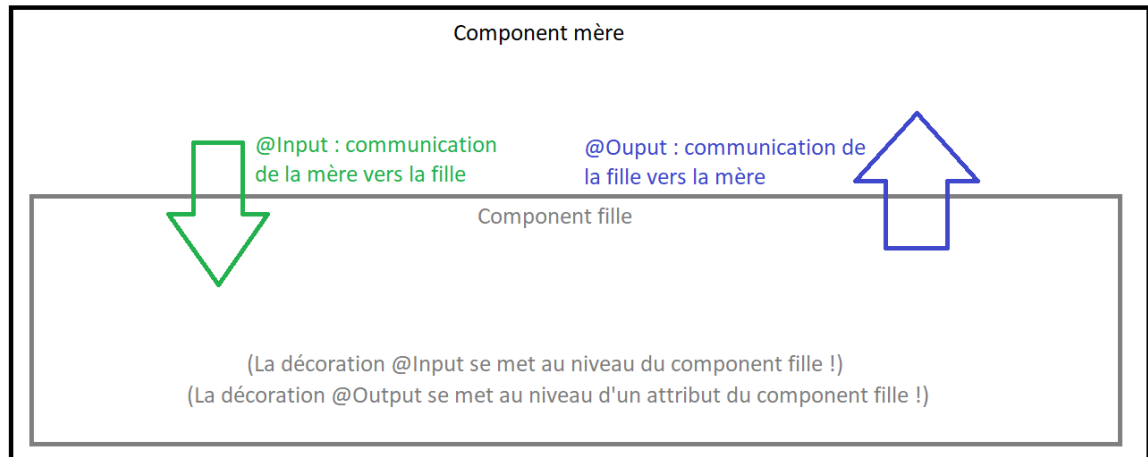 Component mère
@Input : communication
de la mère vers la fille
@Ouput : communication de
la fille vers la mère
Component fille
(La décoration @Input se met au niveau du component fille !)
(La décoration @Output se met au niveau d'un attribut du component fille !)